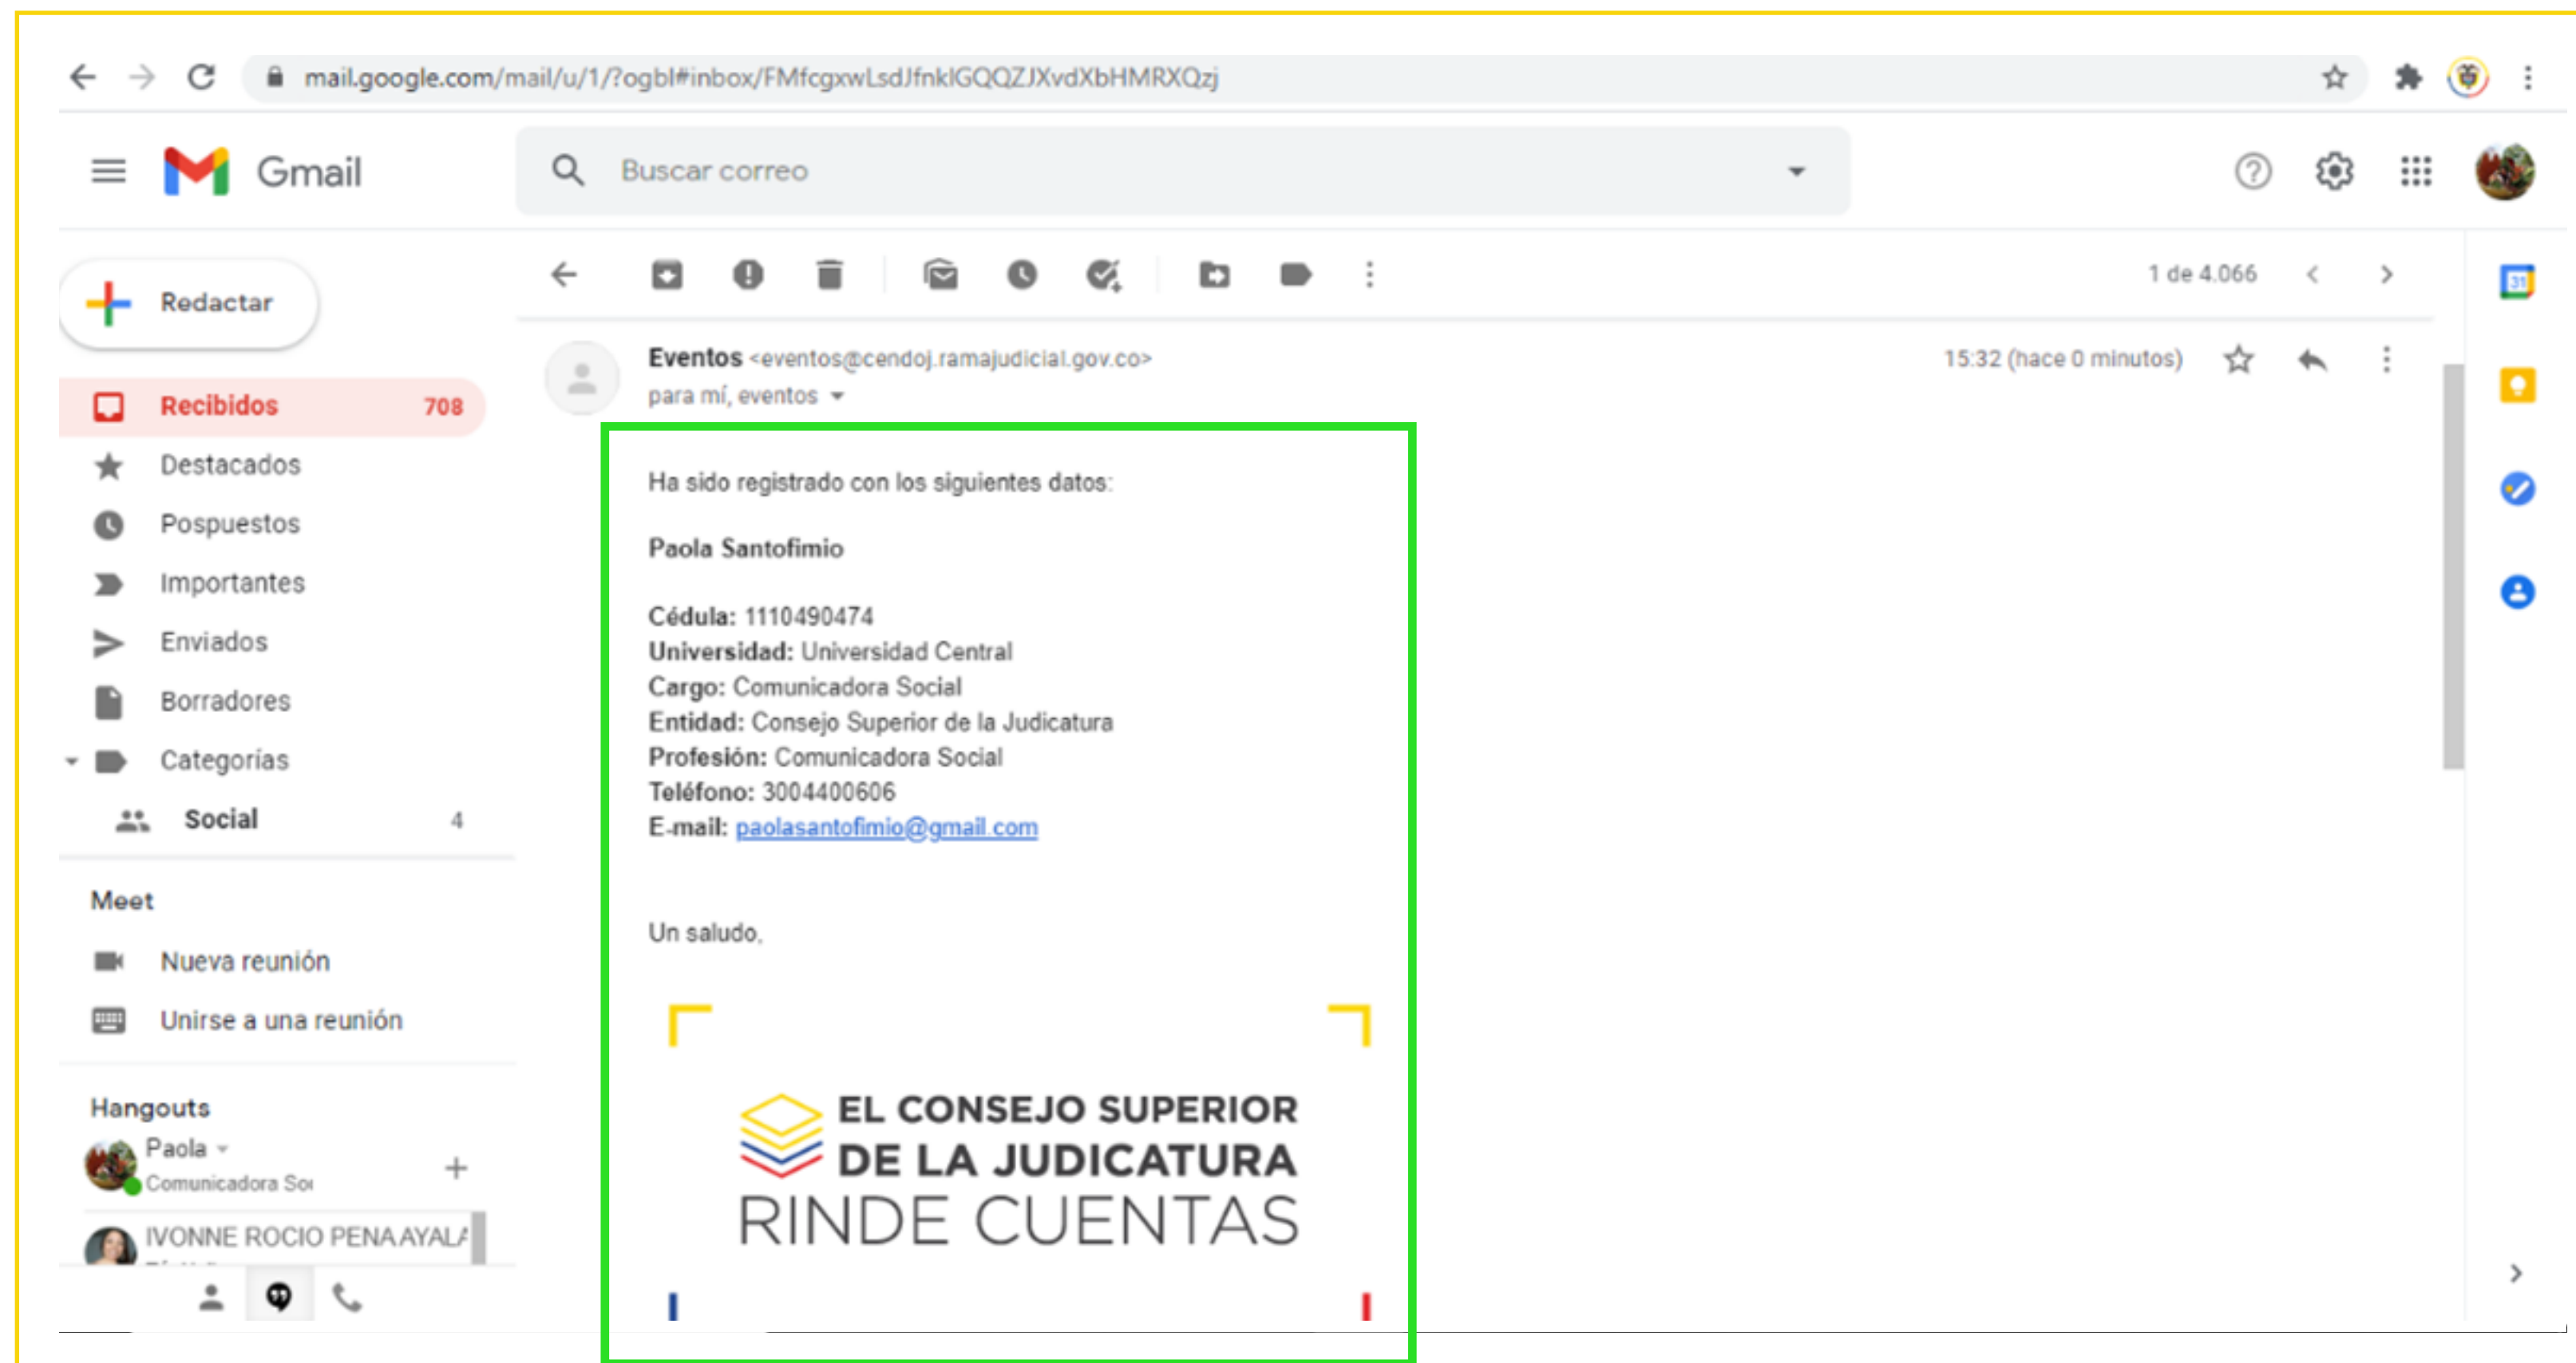 mail.google.com/mail/u/1/?ogbl#inbox/FMfcgxwLsdJfnklGQQZJXvdXbHMRXQzj
Gmail
Buscar correo
Redactar
1 de 4.066
31
Eventos <eventos@cendoj.ramajudicial.gov.co>
15:32 (hace 0 minutos)
para mí, eventos
Recibidos 708
Destacados
Pospuestos
Importantes
Enviados
Borradores
Categorías
Social 4
Meet
Nueva reunión
Unirse a una reunión
Hangouts
Paola
Comunicadora So
IVONNE ROCIO PENA AYALA
Ha sido registrado con los siguientes datos:
Paola Santofimio
Cédula: 1110490474
Universidad: Universidad Central
Cargo: Comunicadora Social
Entidad: Consejo Superior de la Judicatura
Profesión: Comunicadora Social
Teléfono: 3004400606
E-mail: paolasantofimio@gmail.com
Un saludo,
EL CONSEJO SUPERIOR
DE LA JUDICATURA
RINDE CUENTAS